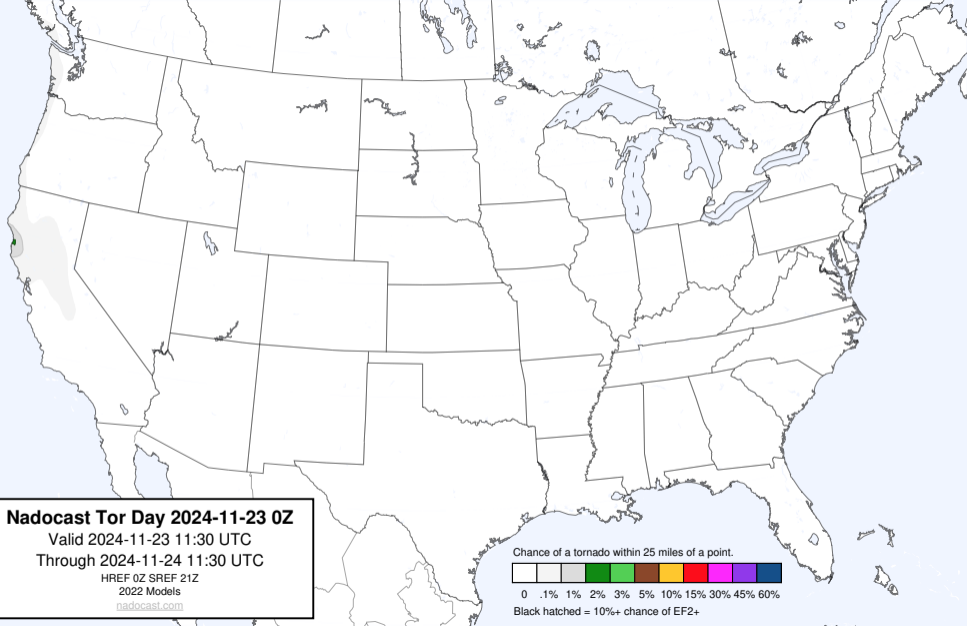 Nadocast Tor Day 2024-11-23 0Z
Valid 2024-11-23 11:30 UTC
Through 2024-11-24 11:30 UTC
HREF 0Z SREF 21Z
2022 Models
nadocast.com
Chance of a tornado within 25 miles of a point.
0 .1% 1% 2% 3% 5% 10% 15% 30% 45% 60%
Black hatched = 10%+ chance of EF2+